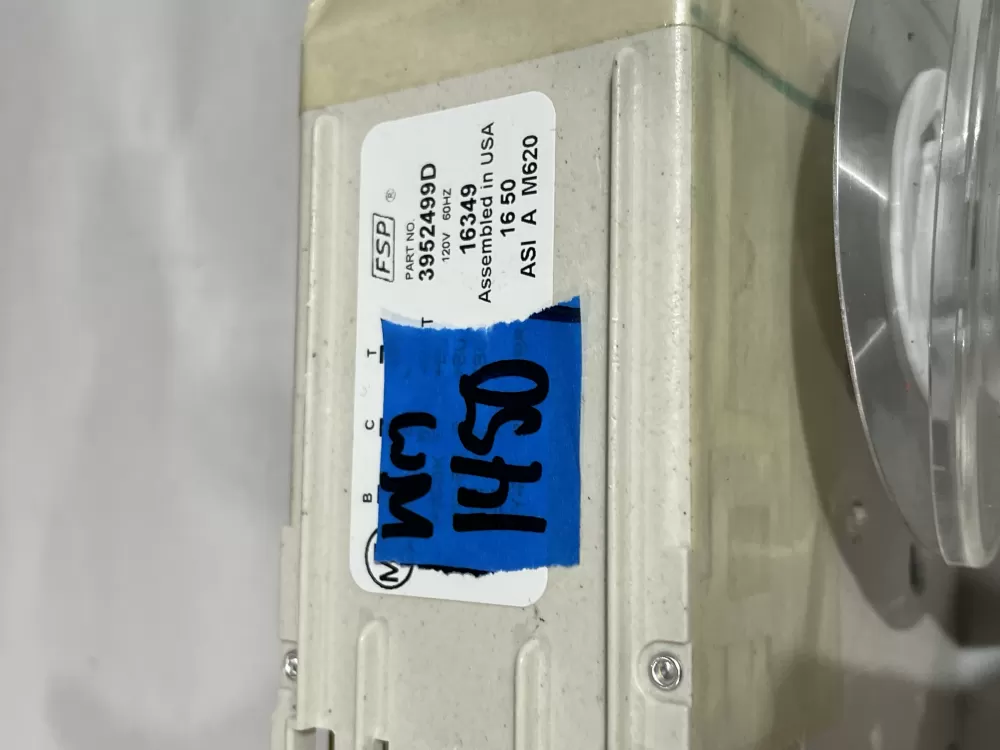 FSP ®
PART NO.
3952499D
120V 60HZ
16349
Assembled in USA
16 50
ASI A M620
M B C T
T
WM
1450